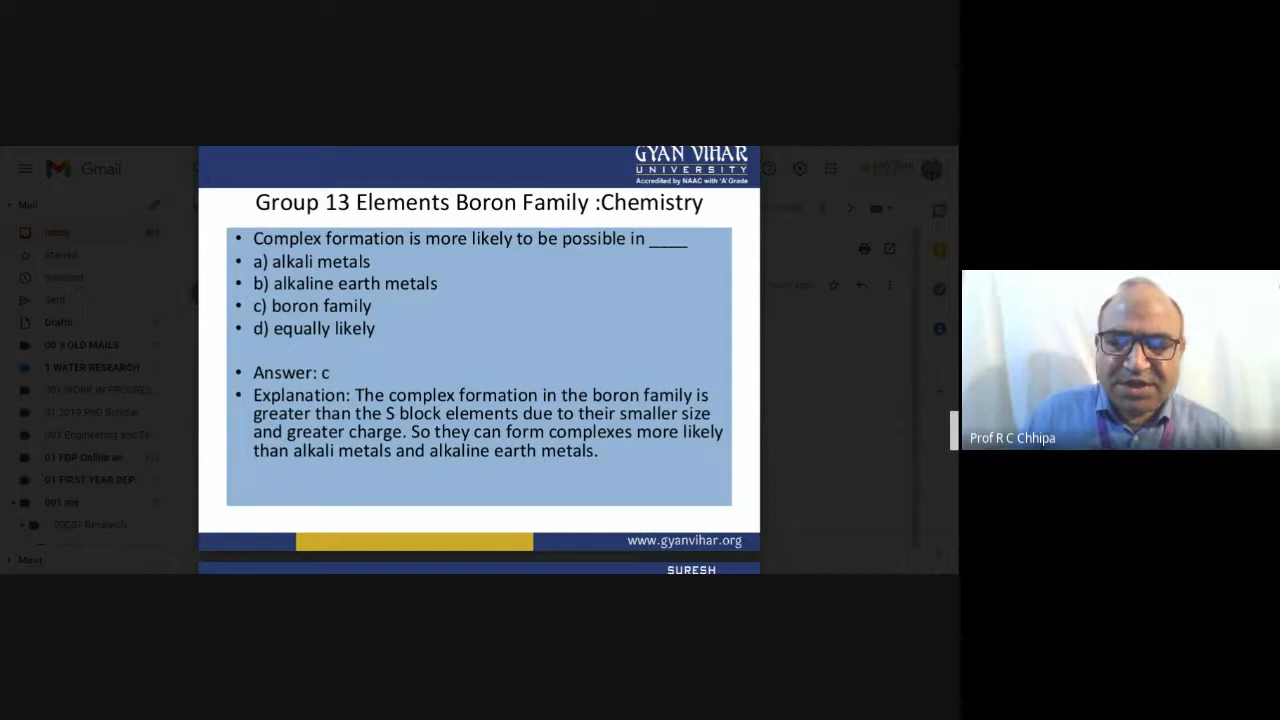 GYAN VIHAR
UNIVERSITY
Accredited by NAAC with 'A' Grade
Gmail
Mail
Inbox
Starred
Snoozed
Sent
Drafts
00 9 OLD MAILS
1 WATER RESEARCH
001 WORK IN PROGRES...
01 2019 PhD Scholar
001 Engineering and Te
01 FDP Online an
01 FIRST YEAR DEP
001 me
00001 Research
Meet
Group 13 Elements Boron Family :Chemistry
• Complex formation is more likely to be possible in ____
• a) alkali metals
• b) alkaline earth metals
• c) boron family
• d) equally likely
• Answer: c
• Explanation: The complex formation in the boron family is
greater than the S block elements due to their smaller size
and greater charge. So they can form complexes more likely
than alkali metals and alkaline earth metals.
www.gyanvihar.org
SURESH
Prof R C Chhipa